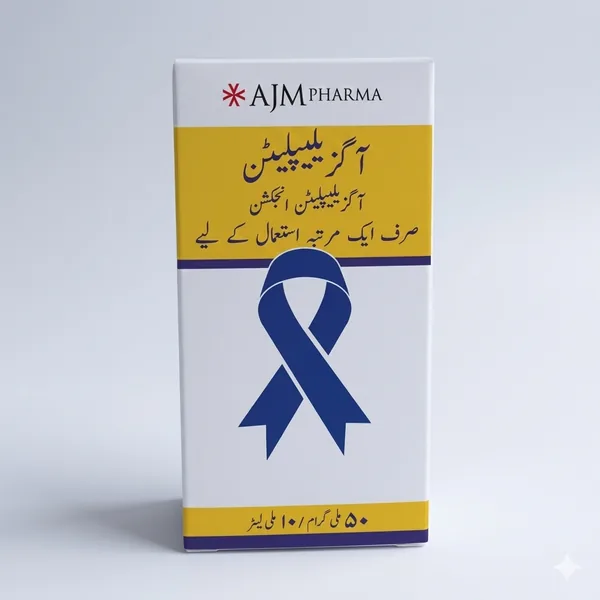 AJM PHARMA
آگزیلیپلیٹن
آگزیلیپلیٹن انجکشن
صرف ایک مرتبہ استعمال کے لیے
۵۰ ملی گرام/۱۰ ملی لیٹر